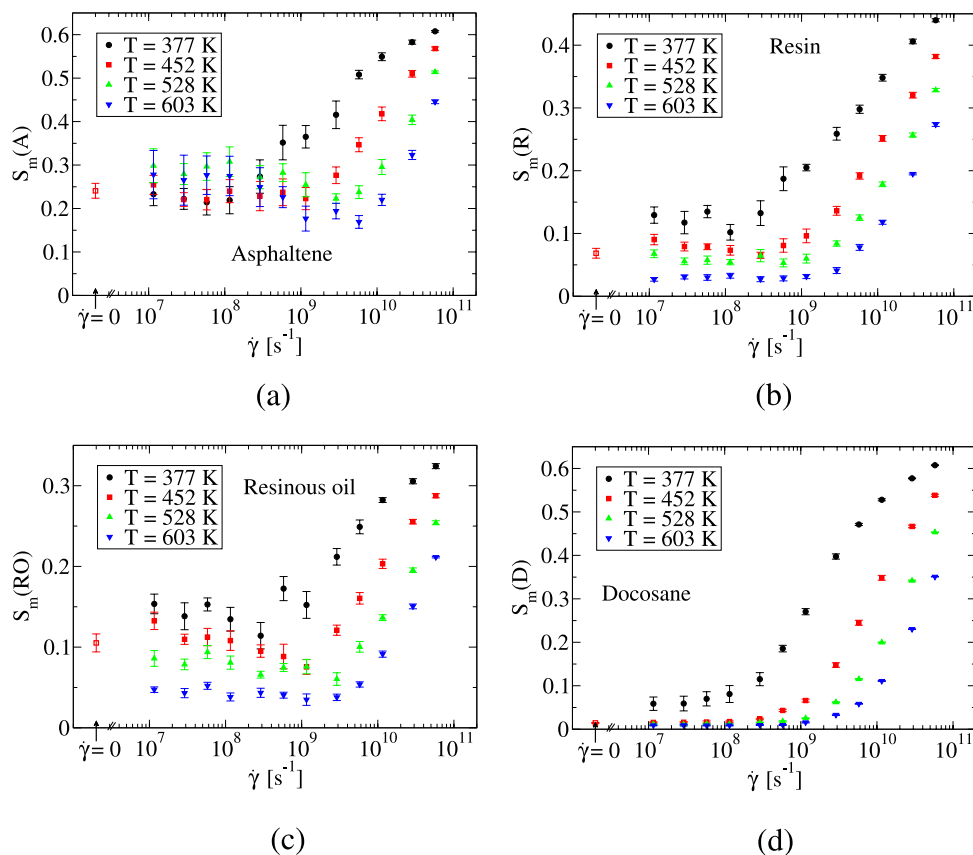 0.6
0.5
0.4
0.3
0.2
0.1
0
S_m(A)
T = 377 K
T = 452 K
T = 528 K
T = 603 K
Asphaltene
γ̇ = 0
10^7
10^8
10^9
10^10
10^11
γ̇ [s^-1]
(a)
0.4
0.3
0.2
0.1
0
S_m(R)
T = 377 K
T = 452 K
T = 528 K
T = 603 K
Resin
γ̇ = 0
10^7
10^8
10^9
10^10
10^11
γ̇ [s^-1]
(b)
0.3
0.2
0.1
0
S_m(RO)
T = 377 K
T = 452 K
T = 528 K
T = 603 K
Resinous oil
γ̇ = 0
10^7
10^8
10^9
10^10
10^11
γ̇ [s^-1]
(c)
0.6
0.5
0.4
0.3
0.2
0.1
0
S_m(D)
T = 377 K
T = 452 K
T = 528 K
T = 603 K
Docosane
γ̇ = 0
10^7
10^8
10^9
10^10
10^11
γ̇ [s^-1]
(d)